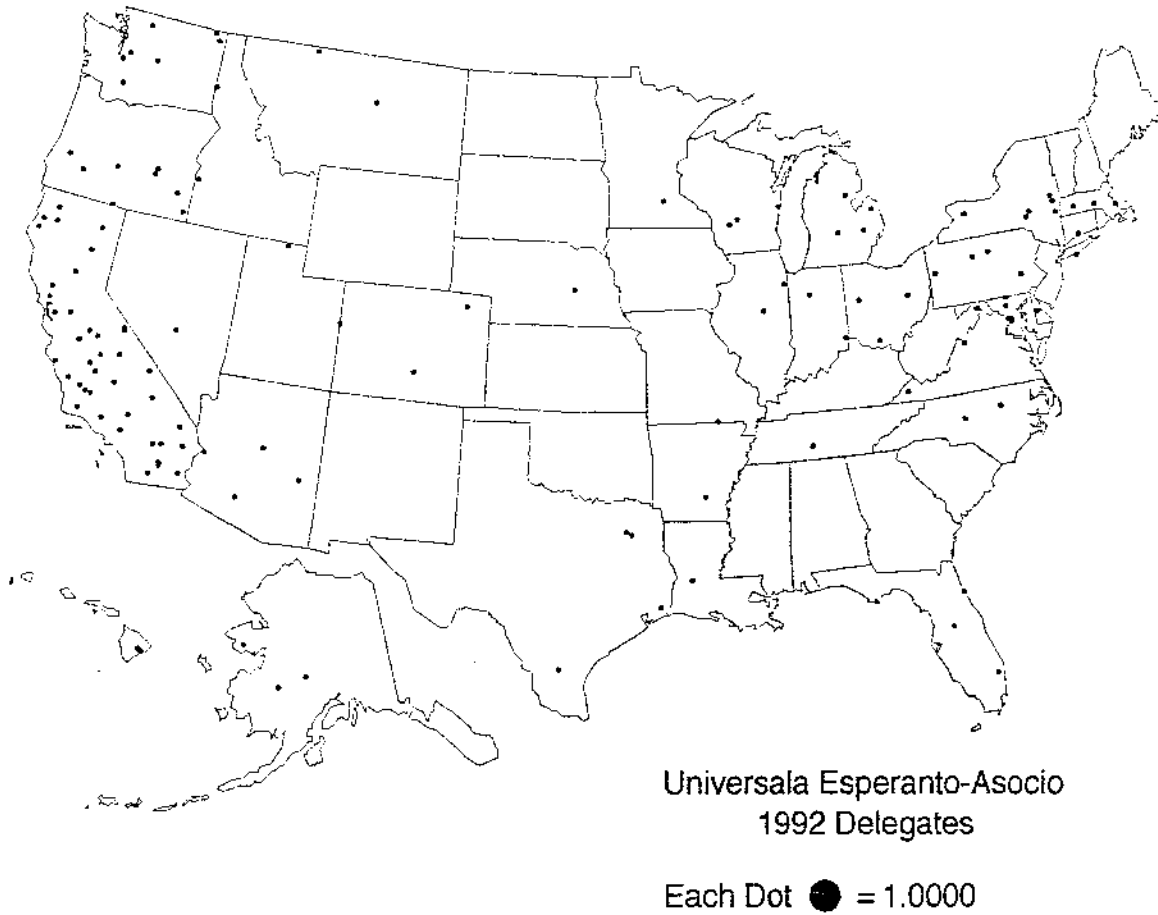 Universala Esperanto-Asocio
1992 Delegates
Each Dot = 1.0000